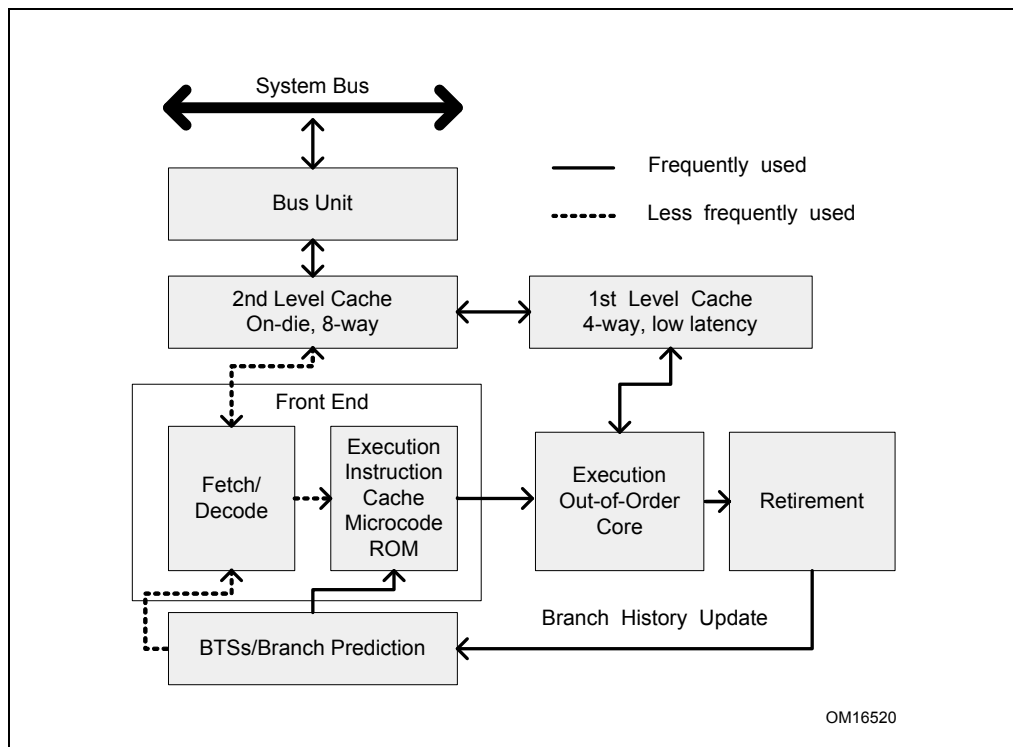 System Bus
Frequently used
Bus Unit
Less frequently used
2nd Level Cache
On-die, 8-way
1st Level Cache
4-way, low latency
Front End
Fetch/
Decode
Execution
Instruction
Cache
Microcode
ROM
Execution
Out-of-Order
Core
Retirement
Branch History Update
BTSs/Branch Prediction
OM16520